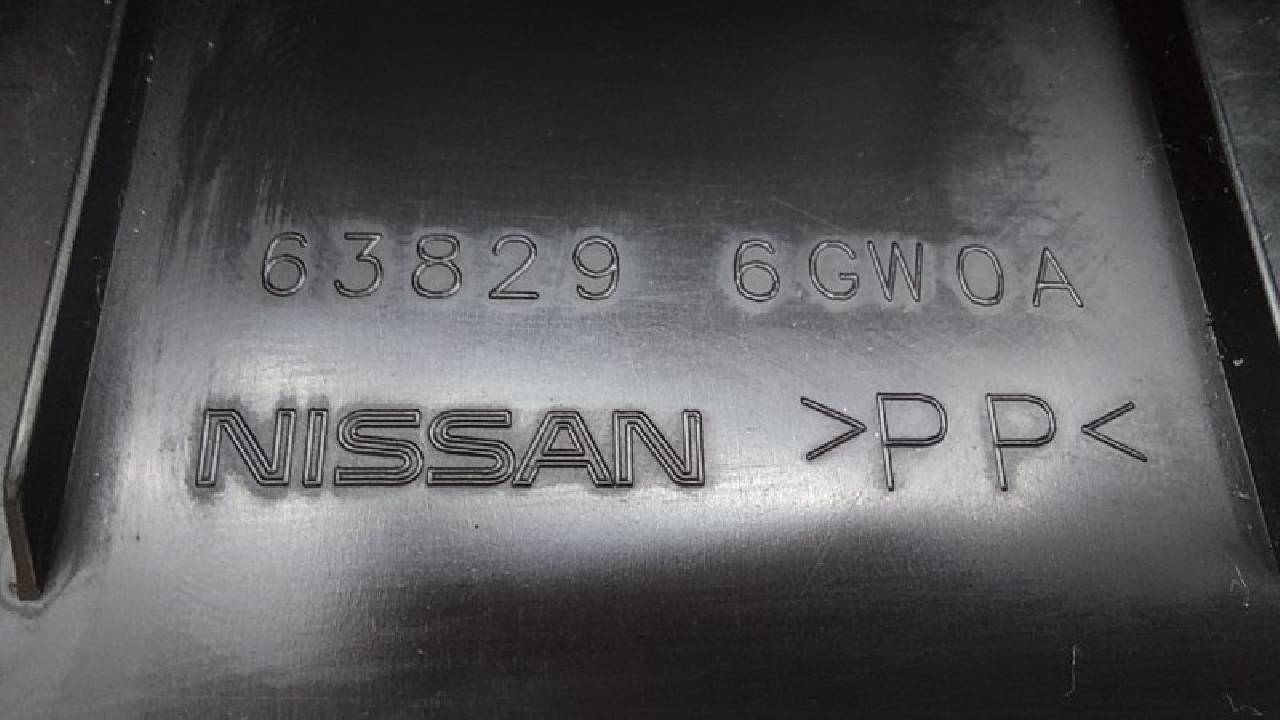 63829 6GW0A
NISSAN >PP<